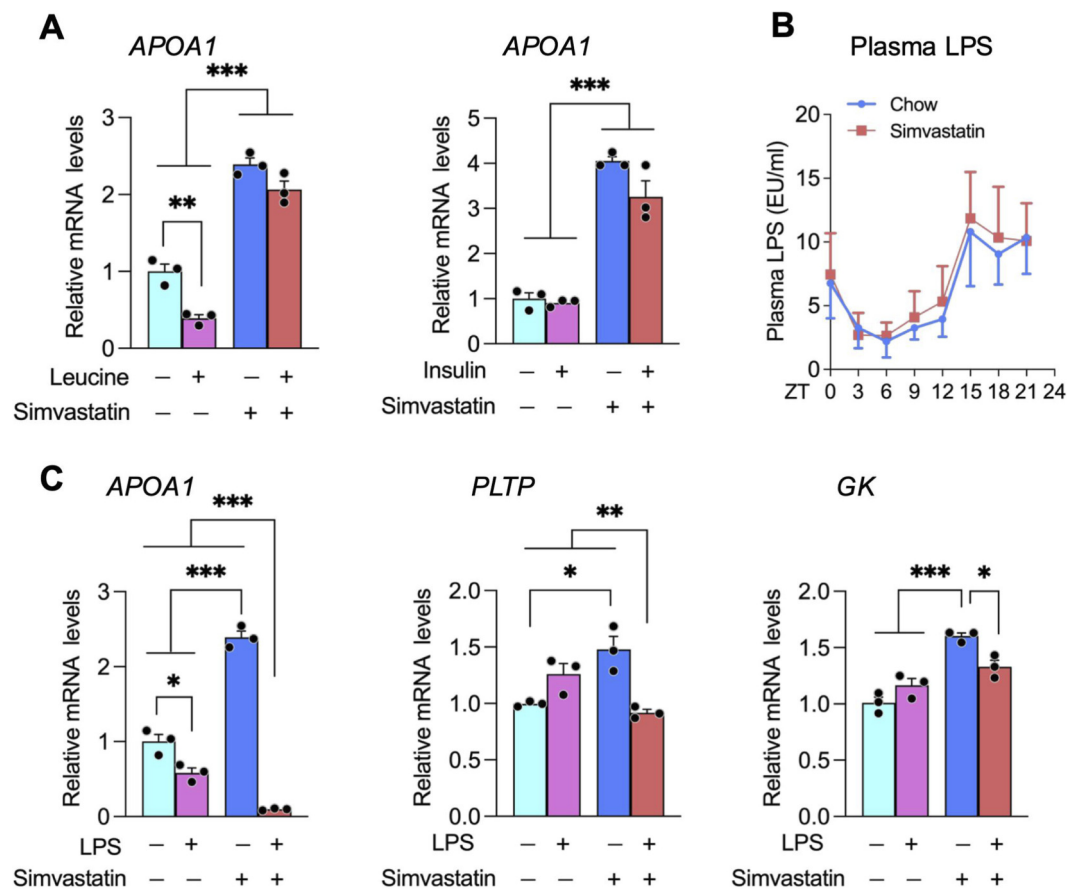 A
APOA1
***
**
Relative mRNA levels
3
2
1
0
Leucine − + − +
Simvastatin − − + +
APOA1
***
Relative mRNA levels
5
4
3
2
1
0
Insulin − + − +
Simvastatin − − + +
B
Plasma LPS
Chow
Simvastatin
Plasma LPS (EU/ml)
20
15
10
5
0
ZT 0 3 6 9 12 15 18 21 24
C
APOA1
***
***
*
Relative mRNA levels
3
2
1
0
LPS − + − +
Simvastatin − − + +
PLTP
**
*
Relative mRNA levels
2.0
1.5
1.0
0.5
0.0
LPS − + − +
Simvastatin − − + +
GK
*** *
Relative mRNA levels
2.0
1.5
1.0
0.5
0.0
LPS − + − +
Simvastatin − − + +